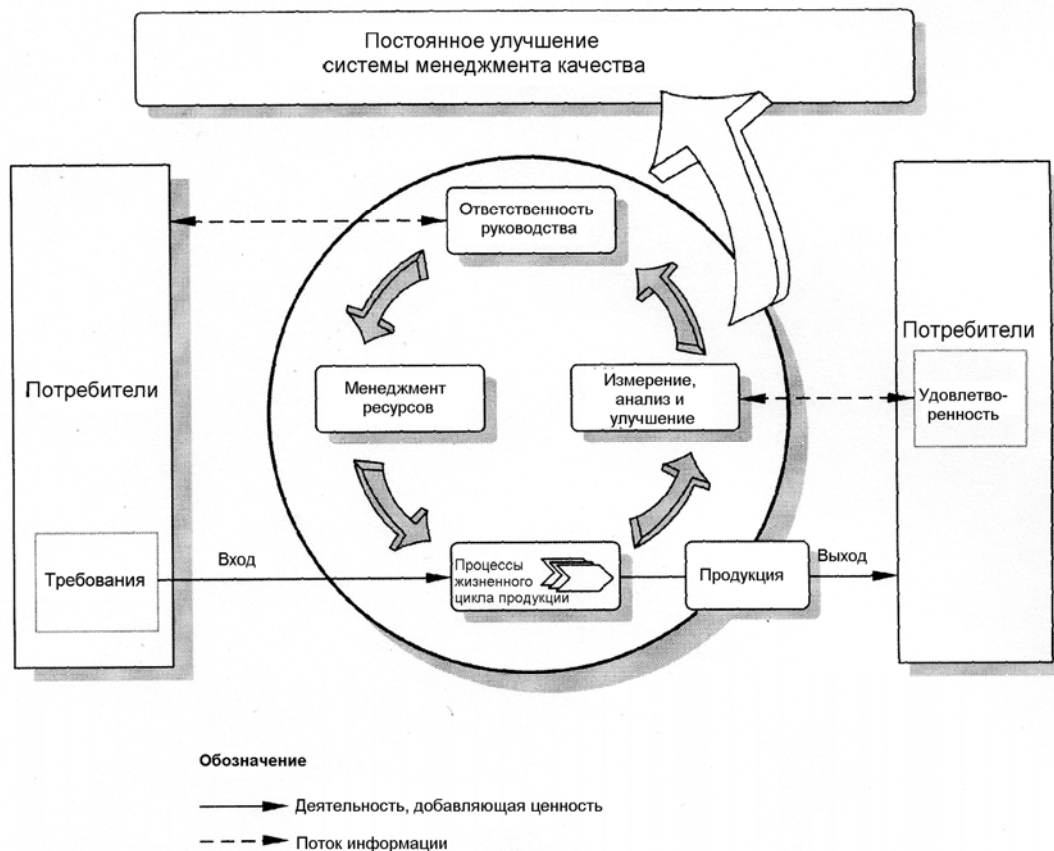 Постоянное улучшение
системы менеджмента качества
Ответственность
руководства
Потребители
Менеджмент
ресурсов
Измерение,
анализ и
улучшение
Потребители
Удовлетво-
ренность
Требования
Вход
Процессы
жизненного
цикла продукции
Продукция
Выход
Обозначение
Деятельность, добавляющая ценность
Поток информации